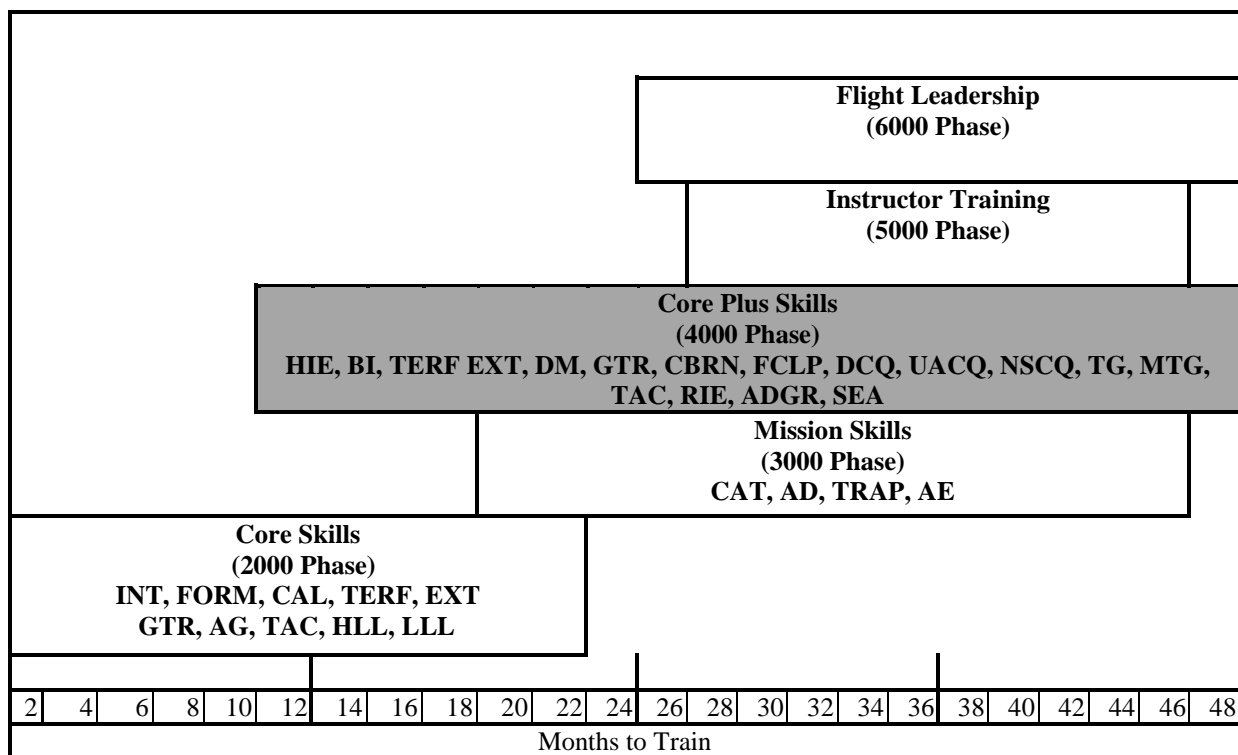 Flight Leadership
(6000 Phase)
Instructor Training
(5000 Phase)
Core Plus Skills
(4000 Phase)
HIE, BI, TERF EXT, DM, GTR, CBRN, FCLP, DCQ, UACQ, NSCQ, TG, MTG,
TAC, RIE, ADGR, SEA
Mission Skills
(3000 Phase)
CAT, AD, TRAP, AE
Core Skills
(2000 Phase)
INT, FORM, CAL, TERF, EXT
GTR, AG, TAC, HLL, LLL
2 4 6 8 10 12 14 16 18 20 22 24 26 28 30 32 34 36 38 40 42 44 46 48
Months to Train